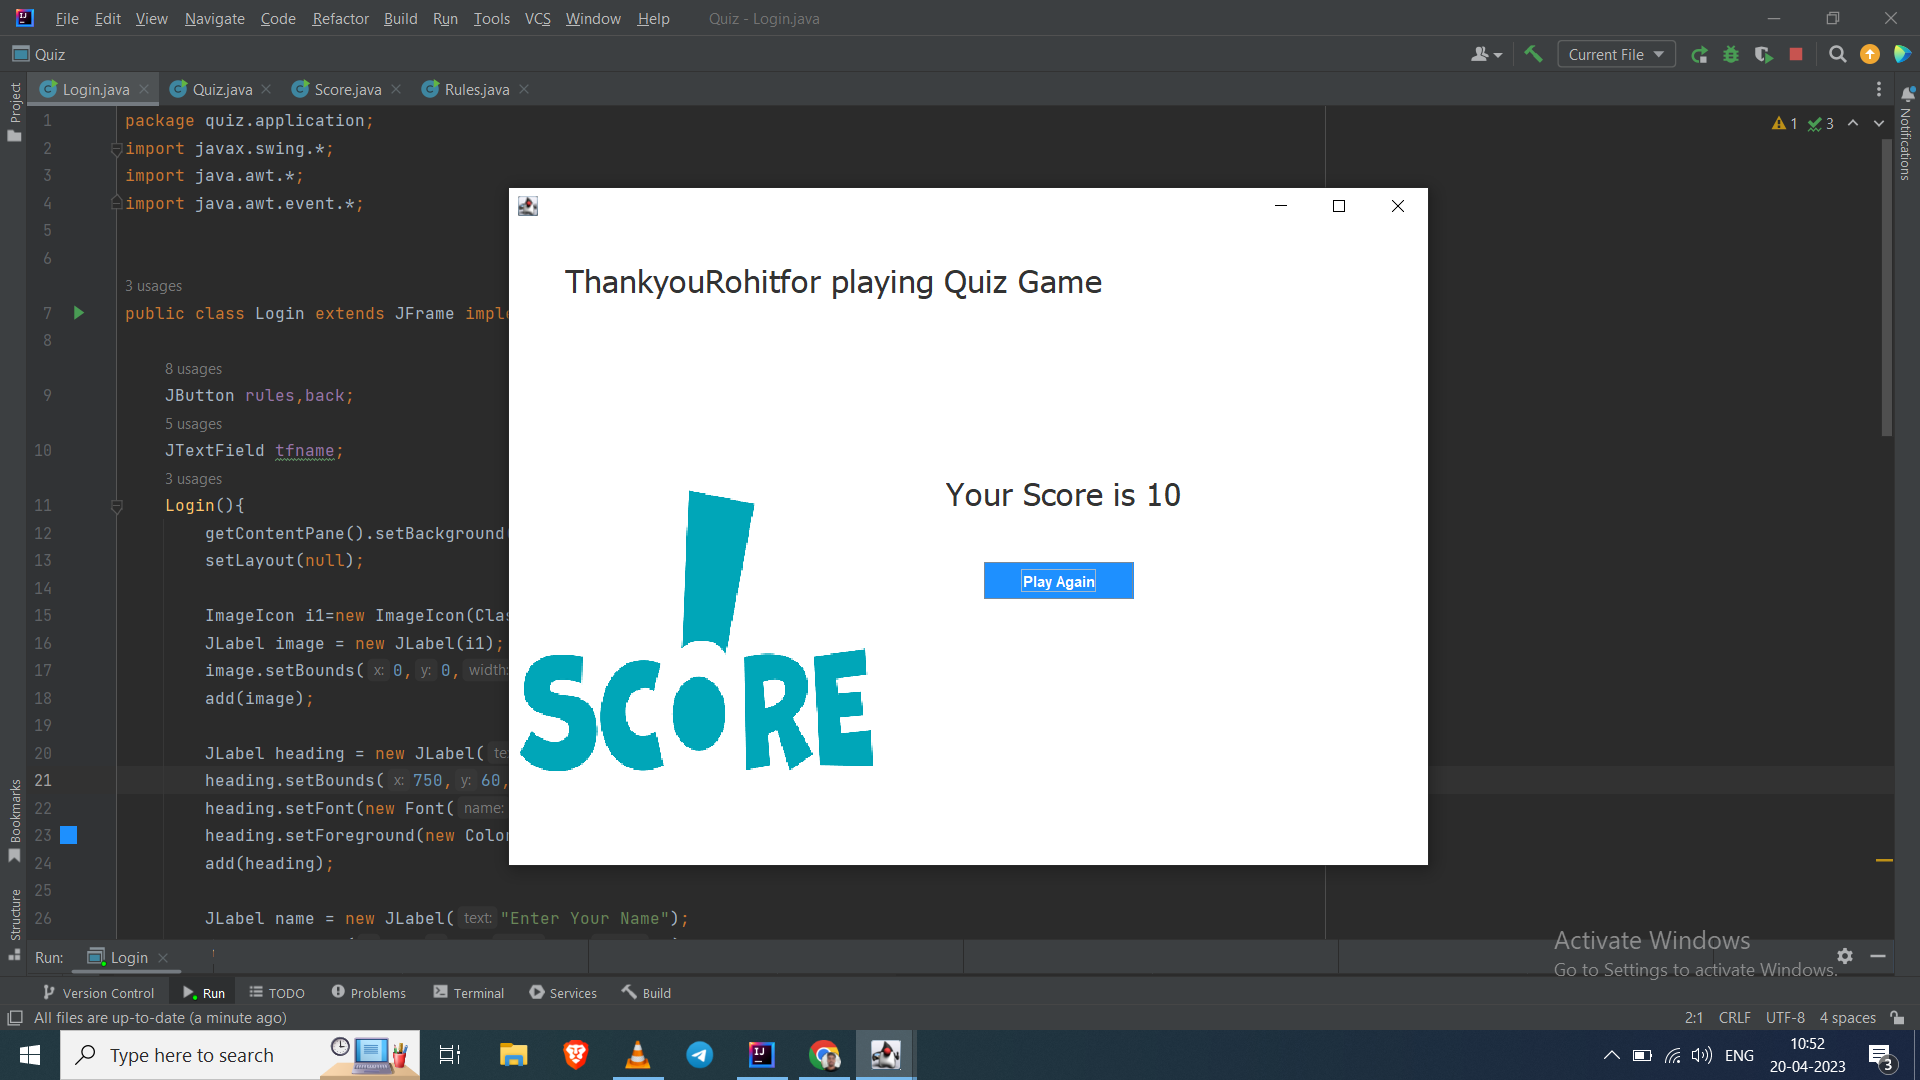 File Edit View Navigate Code Refactor Build Run Tools VCS Window Help Quiz - Login.java
Quiz Current File
Login.java Quiz.java Score.java Rules.java
Project
Notifications
1 package quiz.application;
1 3
2 import javax.swing.*;
3 import java.awt.*;
4 import java.awt.event.*;
5
6
3 usages
7 public class Login extends JFrame imple
8
8 usages
9 JButton rules,back;
5 usages
10 JTextField tfname;
3 usages
11 Login(){
12 getContentPane().setBackground
13 setLayout(null);
14
15 ImageIcon i1=new ImageIcon(Clas
16 JLabel image = new JLabel(i1);
17 image.setBounds( x: 0, y: 0, width:
18 add(image);
19
20 JLabel heading = new JLabel( te
21 heading.setBounds( x: 750, y: 60,
22 heading.setFont(new Font( name:
23 heading.setForeground(new Color
24 add(heading);
25
26 JLabel name = new JLabel( text: "Enter Your Name");
ThankyouRohitfor playing Quiz Game
Your Score is 10
Play Again
SCORE
Bookmarks
Structure
Activate Windows
Go to Settings to activate Windows.
Run: Login
Version Control Run TODO Problems Terminal Services Build
All files are up-to-date (a minute ago) 2:1 CRLF UTF-8 4 spaces
Type here to search
ENG
10:52
20-04-2023
3